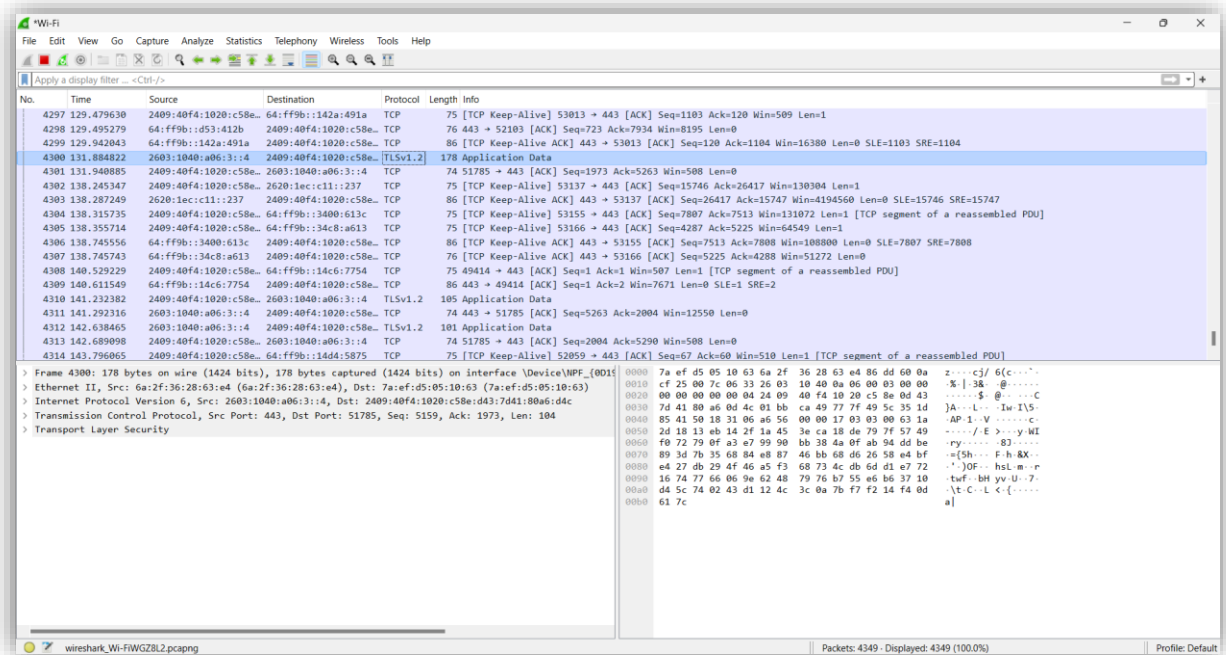 *Wi-Fi
File Edit View Go Capture Analyze Statistics Telephony Wireless Tools Help
Apply a display filter ... <Ctrl-/>
No. Time Source Destination Protocol Length Info
4297 129.479630 2409:40f4:1020:c58e… 64:ff9b::142a:491a TCP 75 [TCP Keep-Alive] 53013 → 443 [ACK] Seq=1103 Ack=120 Win=509 Len=1
4298 129.495279 64:ff9b::d53:412b 2409:40f4:1020:c58e… TCP 76 443 → 52103 [ACK] Seq=723 Ack=7934 Win=8195 Len=0
4299 129.942043 64:ff9b::142a:491a 2409:40f4:1020:c58e… TCP 86 [TCP Keep-Alive ACK] 443 → 53013 [ACK] Seq=120 Ack=1104 Win=16380 Len=0 SLE=1103 SRE=1104
4300 131.884822 2603:1040:a06:3::4 2409:40f4:1020:c58e… TLSv1.2 178 Application Data
4301 131.940885 2409:40f4:1020:c58e… 2603:1040:a06:3::4 TCP 74 51785 → 443 [ACK] Seq=1973 Ack=5263 Win=508 Len=0
4302 138.245347 2409:40f4:1020:c58e… 2620:1ec:c11::237 TCP 75 [TCP Keep-Alive] 53137 → 443 [ACK] Seq=15746 Ack=26417 Win=130304 Len=1
4303 138.287249 2620:1ec:c11::237 2409:40f4:1020:c58e… TCP 86 [TCP Keep-Alive ACK] 443 → 53137 [ACK] Seq=26417 Ack=15747 Win=4194560 Len=0 SLE=15746 SRE=15747
4304 138.315735 2409:40f4:1020:c58e… 64:ff9b::3400:613c TCP 75 [TCP Keep-Alive] 53155 → 443 [ACK] Seq=7807 Ack=7513 Win=131072 Len=1 [TCP segment of a reassembled PDU]
4305 138.355714 2409:40f4:1020:c58e… 64:ff9b::34c8:a613 TCP 75 [TCP Keep-Alive] 53166 → 443 [ACK] Seq=4287 Ack=5225 Win=64549 Len=1
4306 138.745556 64:ff9b::3400:613c 2409:40f4:1020:c58e… TCP 86 [TCP Keep-Alive ACK] 443 → 53155 [ACK] Seq=7513 Ack=7808 Win=108800 Len=0 SLE=7807 SRE=7808
4307 138.745743 64:ff9b::34c8:a613 2409:40f4:1020:c58e… TCP 76 [TCP Keep-Alive ACK] 443 → 53166 [ACK] Seq=5225 Ack=4288 Win=51272 Len=0
4308 140.529229 2409:40f4:1020:c58e… 64:ff9b::14c6:7754 TCP 75 49414 → 443 [ACK] Seq=1 Ack=1 Win=507 Len=1 [TCP segment of a reassembled PDU]
4309 140.611549 64:ff9b::14c6:7754 2409:40f4:1020:c58e… TCP 86 443 → 49414 [ACK] Seq=1 Ack=2 Win=7671 Len=0 SLE=1 SRE=2
4310 141.232382 2409:40f4:1020:c58e… 2603:1040:a06:3::4 TLSv1.2 105 Application Data
4311 141.292316 2603:1040:a06:3::4 2409:40f4:1020:c58e… TCP 74 443 → 51785 [ACK] Seq=5263 Ack=2004 Win=12550 Len=0
4312 142.638465 2603:1040:a06:3::4 2409:40f4:1020:c58e… TLSv1.2 101 Application Data
4313 142.689098 2409:40f4:1020:c58e… 2603:1040:a06:3::4 TCP 74 51785 → 443 [ACK] Seq=2004 Ack=5290 Win=508 Len=0
4314 143.796065 2409:40f4:1020:c58e… 64:ff9b::14d4:5875 TCP 75 [TCP Keep-Alive] 52059 → 443 [ACK] Seq=67 Ack=60 Win=510 Len=1 [TCP segment of a reassembled PDU]
> Frame 4300: 178 bytes on wire (1424 bits), 178 bytes captured (1424 bits) on interface \Device\NPF_{0D19
> Ethernet II, Src: 6a:2f:36:28:63:e4 (6a:2f:36:28:63:e4), Dst: 7a:ef:d5:05:10:63 (7a:ef:d5:05:10:63)
> Internet Protocol Version 6, Src: 2603:1040:a06:3::4, Dst: 2409:40f4:1020:c58e:d43:7d41:80a6:d4c
> Transmission Control Protocol, Src Port: 443, Dst Port: 51785, Seq: 5159, Ack: 1973, Len: 104
> Transport Layer Security
0000 7a ef d5 05 10 63 6a 2f 36 28 63 e4 86 dd 60 0a z····cj/ 6(c···`·
0010 cf 25 00 7c 06 33 26 03 10 40 0a 06 00 03 00 00 ·%·|·3&· ·@······
0020 00 00 00 00 00 04 24 09 40 f4 10 20 c5 8e 0d 43 ······$· @·· ···C
0030 7d 41 80 a6 0d 4c 01 bb ca 49 77 7f 49 5c 35 1d }A···L·· ·Iw·I\5·
0040 85 41 50 18 31 06 a6 56 00 00 17 03 03 00 63 1a ·AP·1··V ······c·
0050 2d 18 13 eb 14 2f 1a 45 3e ca 18 de 79 7f 57 49 -····/·E >···y·WI
0060 f0 72 79 0f a3 e7 99 90 bb 38 4a 0f ab 94 dd be ·ry····· ·8J·····
0070 89 3d 7b 35 68 84 e8 87 46 bb 68 d6 26 58 e4 bf ·={5h··· F·h·&X··
0080 e4 27 db 29 4f 46 a5 f3 68 73 4c db 6d d1 e7 72 ·'·)OF·· hsL·m··r
0090 16 74 77 66 06 9e 62 48 79 76 b7 55 e6 b6 37 10 ·twf··bH yv·U··7·
00a0 d4 5c 74 02 43 d1 12 4c 3c 0a 7b f7 f2 14 f4 0d ·\t·C··L <·{·····
00b0 61 7c a|
wireshark_Wi-FiWGZ8L2.pcapng Packets: 4349 · Displayed: 4349 (100.0%) Profile: Default